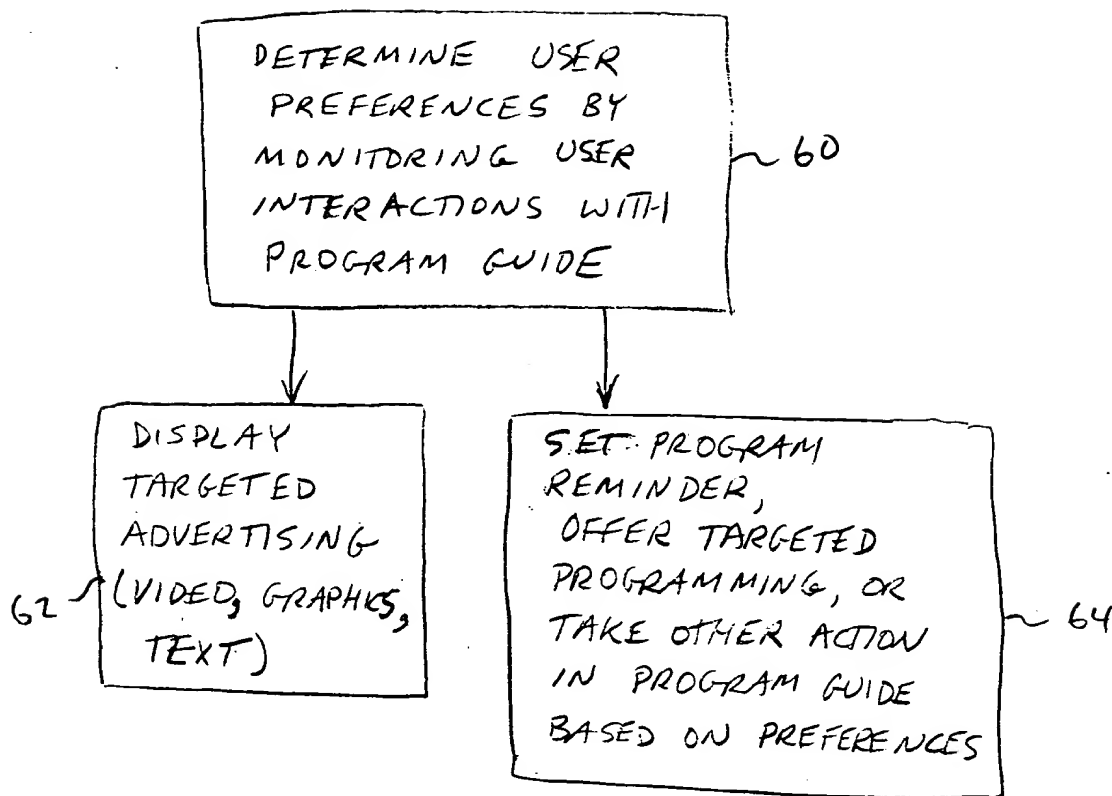 DETERMINE USER
PREFERENCES BY
MONITORING USER
INTERACTIONS WITH
PROGRAM GUIDE
60
DISPLAY
TARGETED
ADVERTISING
(VIDEO, GRAPHICS,
TEXT)
62
SET PROGRAM
REMINDER,
OFFER TARGETED
PROGRAMMING, OR
TAKE OTHER ACTION
IN PROGRAM GUIDE
BASED ON PREFERENCES
64